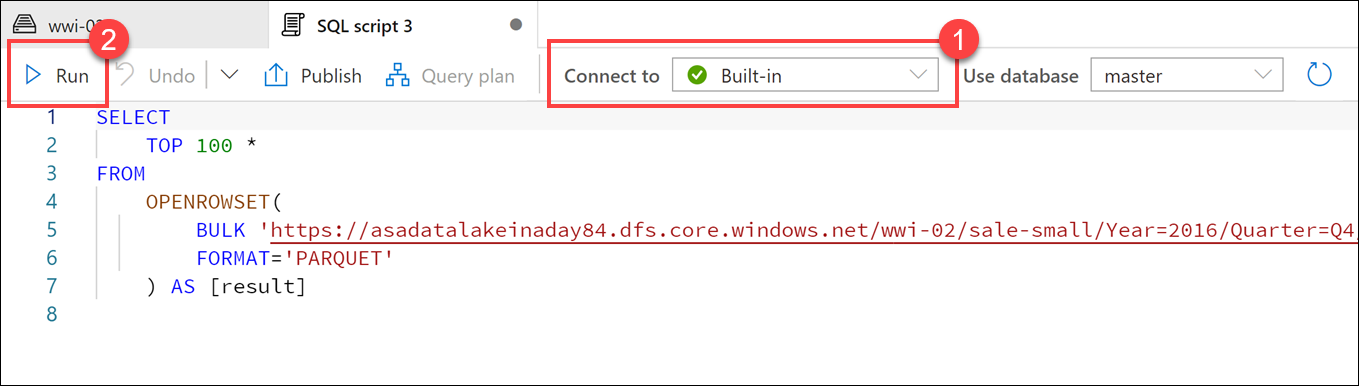 wwi-0
SQL script 3
2
1
Run Undo Publish Query plan Connect to Built-in Use database master
1 SELECT
2 TOP 100 *
3 FROM
4 OPENROWSET(
5 BULK 'https://asadatalakeinaday84.dfs.core.windows.net/wwi-02/sale-small/Year=2016/Quarter=Q4
6 FORMAT='PARQUET'
7 ) AS [result]
8